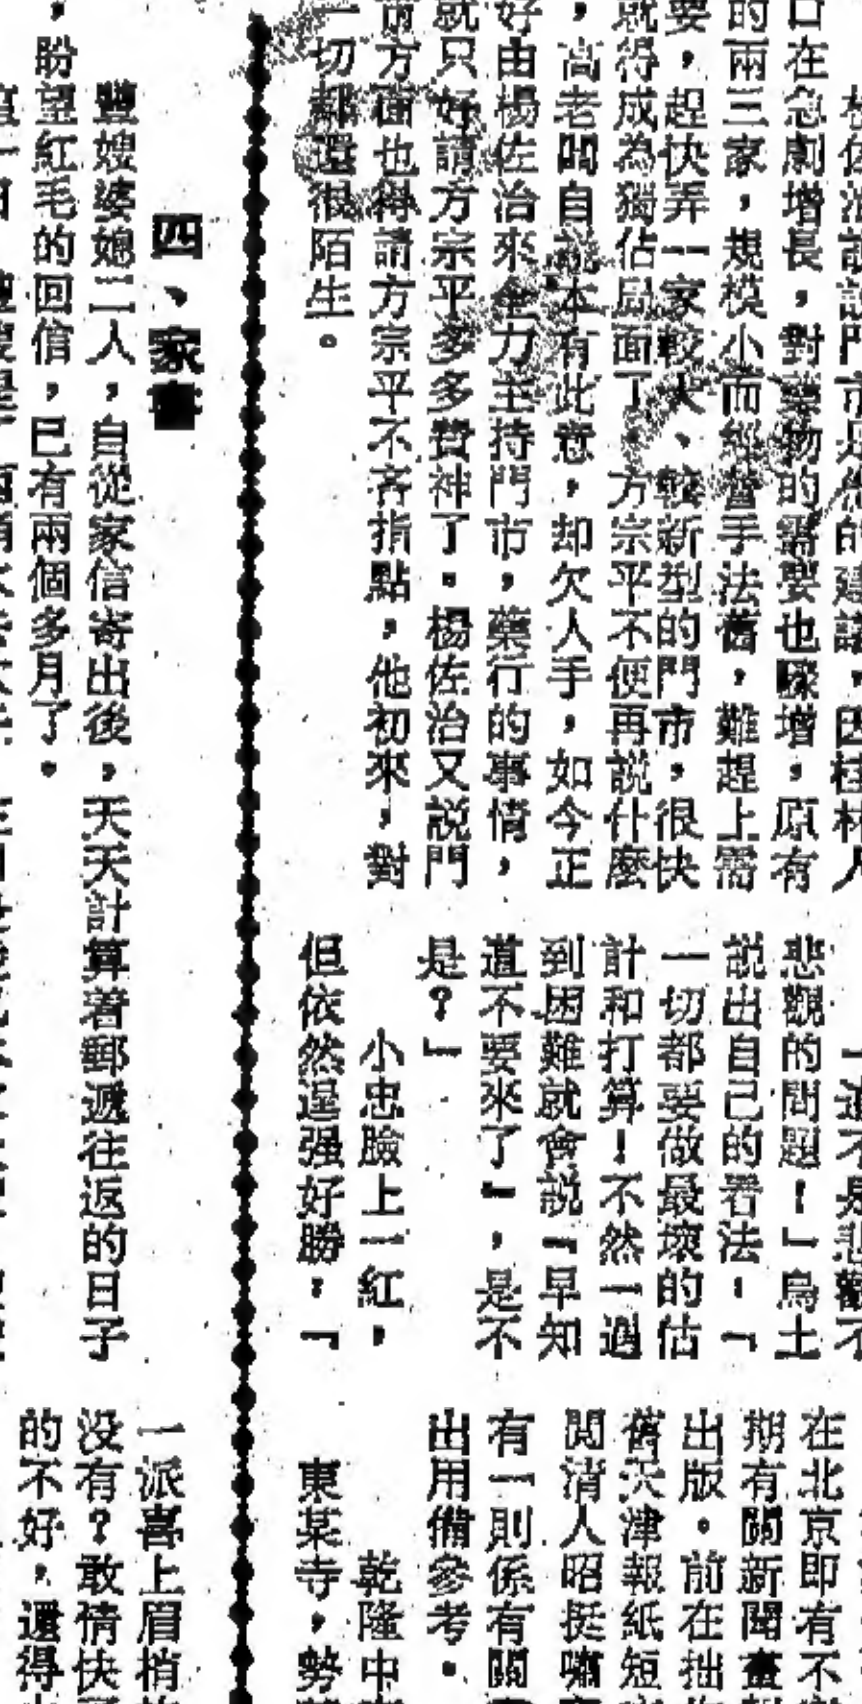 口在急劇增長，對藥物的需要也驟增，原有
的兩三家，規模小而經營手法舊，難趕上需
要，趕快弄一家較大、較新型的門市，很快
就得成為獨佔局面了。方宗平不便再説什麼
，高老闆自説本有此意，却欠人手，如今正
好由楊佐治來全力主持門市，藥行的事情，
就只好請方宗平多多費神了。楊佐治又説門
市方面也得請方宗平不吝指點，他初來，對
一切都還很陌生。
悲觀的問題！」烏土
説出自己的看法：「
一切都要做最壞的估
計和打算！不然一遇
到困難就會説『早知
道不要來了』，是不
是？」
小忠臉上一紅，
但依然逞强好勝：「
在北京即有不
期有關新聞畫
出版。前在拙
舊天津報紙短
閲清人昭挺嘯
有一則係有關
出用備參考。
乾隆中
東某寺，勢
四、家書
豐嫂婆媳二人，自從家信寄出後，天天計算着郵遞往返的日子
，盼望紅毛的回信，已有兩個多月了。
一派喜上眉梢
没有？敢情快
的不好，還得